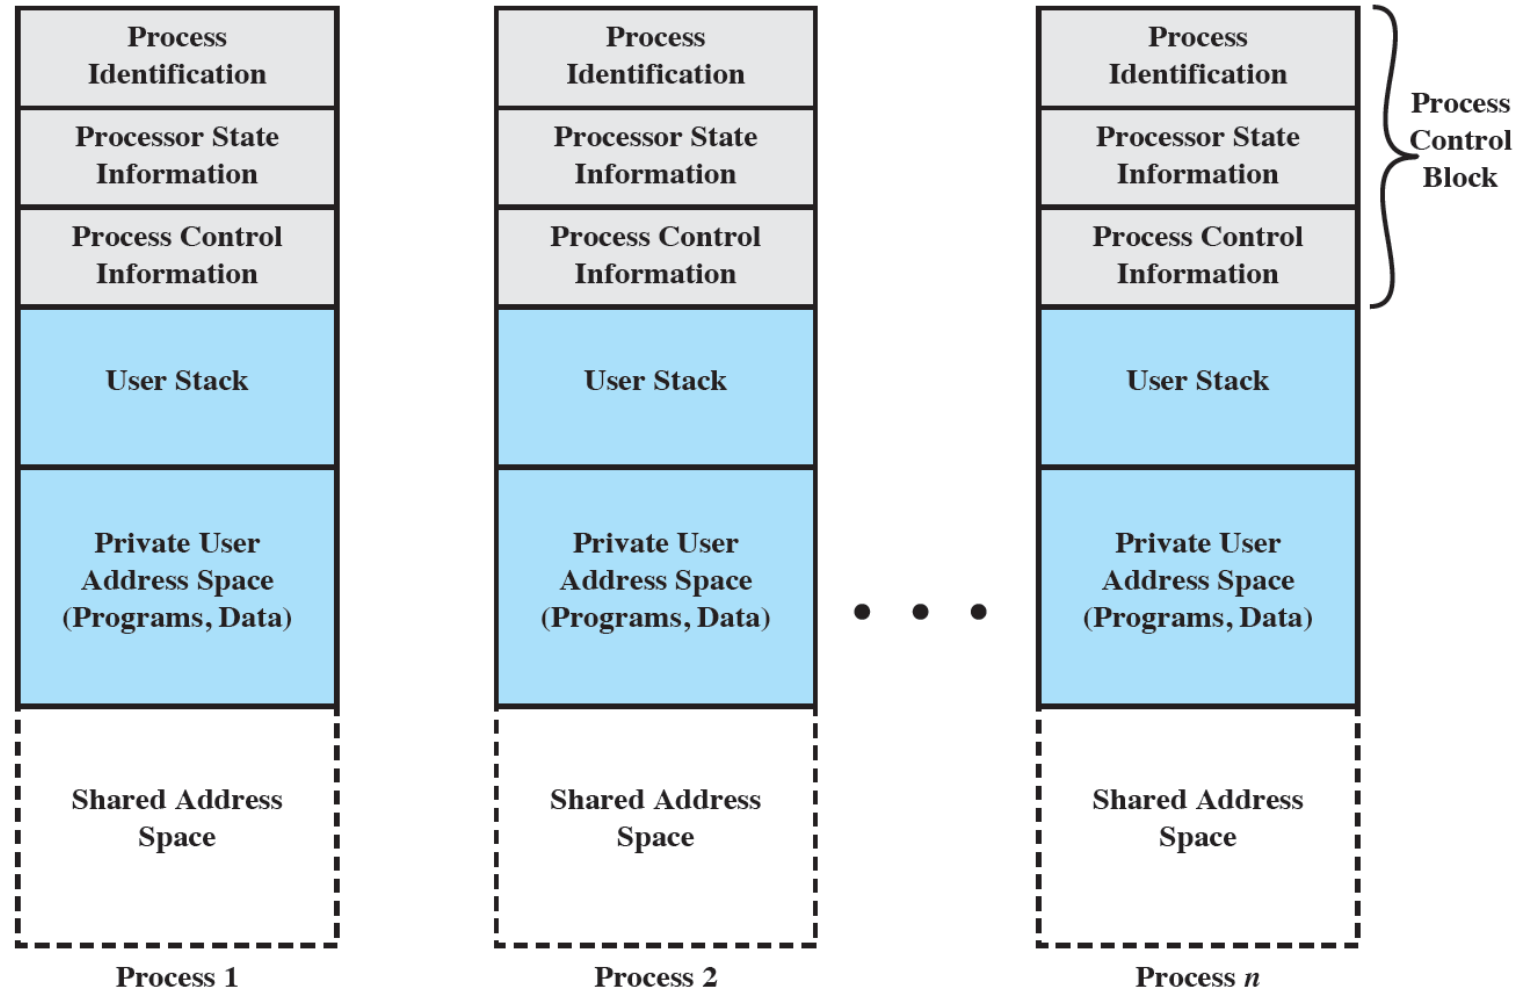 Process
Identification
Processor State
Information
Process Control
Information
User Stack
Private User
Address Space
(Programs, Data)
Shared Address
Space
Process 1
Process
Identification
Processor State
Information
Process Control
Information
User Stack
Private User
Address Space
(Programs, Data)
Shared Address
Space
Process 2
• • •
Process
Identification
Processor State
Information
Process Control
Information
User Stack
Private User
Address Space
(Programs, Data)
Shared Address
Space
Process n
Process
Control
Block